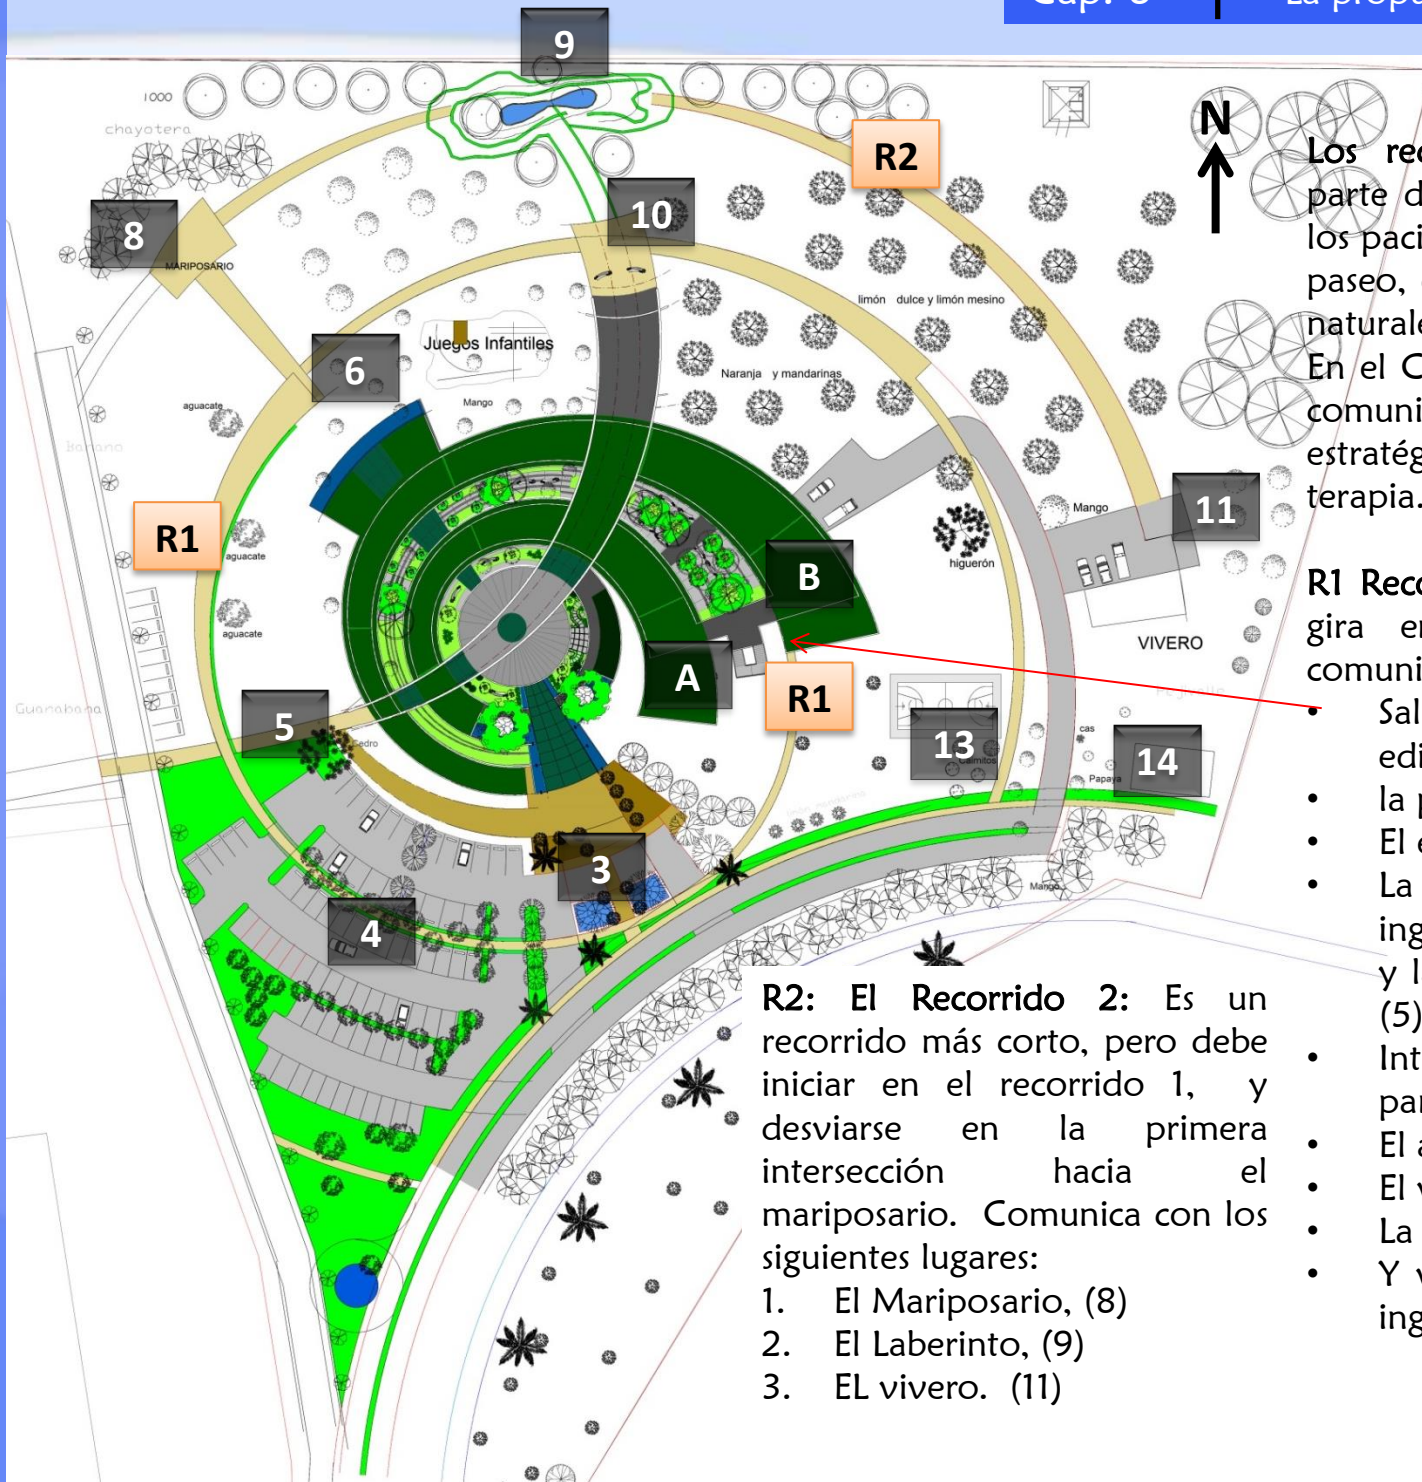 Cap. 6
La propu
9
1000
chayotera
N
R2
8
10
MARIPOSARIO
limón dulce y limón mesino
Juegos Infantiles
6
Naranja y mandarinas
Mango
aguacate
Banano
R1
aguacate
Mango
11
higuerón
B
aguacate
VIVERO
A
R1
Guanabana
5
Cedro
13
Caimitos
cas
14
Papaya
3
Mango
4
Los rec
parte d
los paci
paseo,
naturale
En el C
comuni
estratég
terapia.
R1 Reco
gira en
comuni
• Sal
edi
• la p
• El e
• La
ing
y l
(5)
• Int
par
• El a
• El v
• La
• Y v
ing
R2: El Recorrido 2: Es un
recorrido más corto, pero debe
iniciar en el recorrido 1, y
desviarse en la primera
intersección hacia el
mariposario. Comunica con los
siguientes lugares:
1. El Mariposario, (8)
2. El Laberinto, (9)
3. EL vivero. (11)